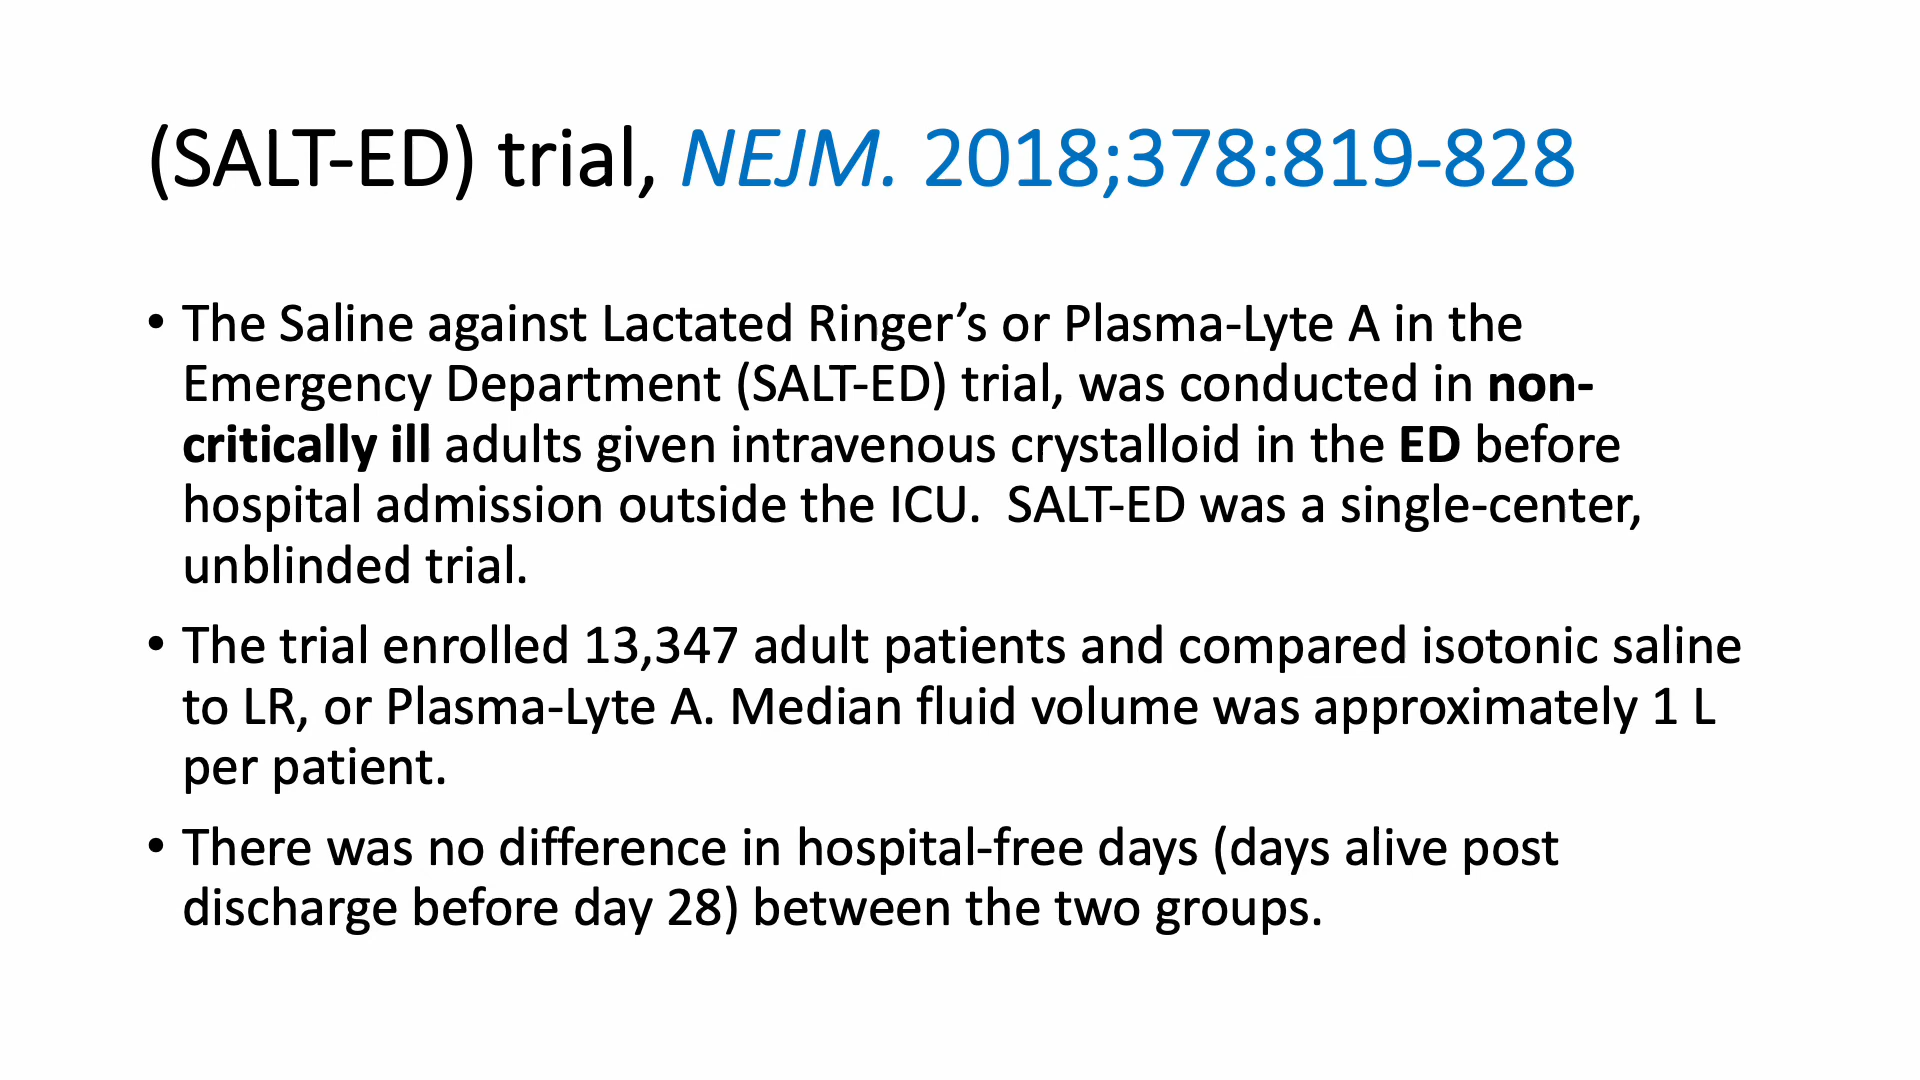 (SALT-ED) trial, NEJM. 2018;378:819-828
• The Saline against Lactated Ringer’s or Plasma-Lyte A in the
Emergency Department (SALT-ED) trial, was conducted in non-
critically ill adults given intravenous crystalloid in the ED before
hospital admission outside the ICU.  SALT-ED was a single-center,
unblinded trial.
• The trial enrolled 13,347 adult patients and compared isotonic saline
to LR, or Plasma-Lyte A. Median fluid volume was approximately 1 L
per patient.
• There was no difference in hospital-free days (days alive post
discharge before day 28) between the two groups.